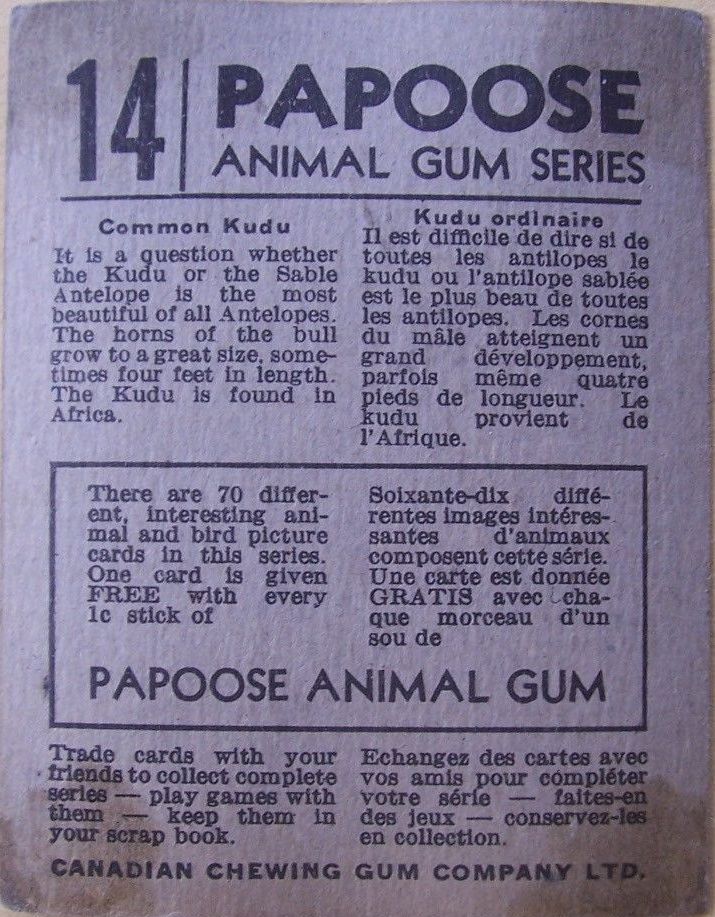 14 PAPOOSE
ANIMAL GUM SERIES
Common Kudu
It is a question whether
the Kudu or the Sable
Antelope is the most
beautiful of all Antelopes.
The horns of the bull
grow to a great size, some-
times four feet in length.
The Kudu is found in
Africa.
Kudu ordinaire
Il est difficile de dire si de
toutes les antilopes le
kudu ou l'antilope sablée
est le plus beau de toutes
les antilopes. Les cornes
du mâle atteignent un
grand développement,
parfois même quatre
pieds de longueur. Le
kudu provient de
l'Afrique.
There are 70 differ-
ent, interesting ani-
mal and bird picture
cards in this series.
One card is given
FREE with every
1c stick of
Soixante-dix diffé-
rentes images intéres-
santes d'animaux
composent cette série.
Une carte est donnée
GRATIS avec cha-
que morceau d'un
sou de
PAPOOSE ANIMAL GUM
Trade cards with your
friends to collect complete
series — play games with
them — keep them in
your scrap book.
Echangez des cartes avec
vos amis pour compléter
votre série — faites-en
des jeux — conservez-les
en collection.
CANADIAN CHEWING GUM COMPANY LTD.